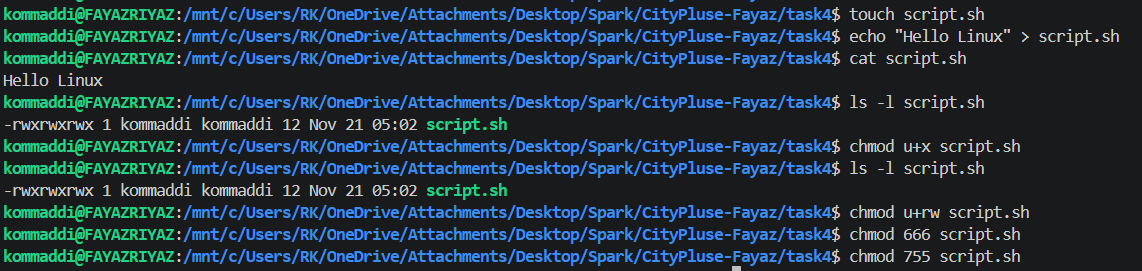 kommaddi@FAYAZRIYAZ:/mnt/c/Users/RK/OneDrive/Attachments/Desktop/Spark/CityPluse-Fayaz/task4$ touch script.sh
kommaddi@FAYAZRIYAZ:/mnt/c/Users/RK/OneDrive/Attachments/Desktop/Spark/CityPluse-Fayaz/task4$ echo "Hello Linux" > script.sh
kommaddi@FAYAZRIYAZ:/mnt/c/Users/RK/OneDrive/Attachments/Desktop/Spark/CityPluse-Fayaz/task4$ cat script.sh
Hello Linux
kommaddi@FAYAZRIYAZ:/mnt/c/Users/RK/OneDrive/Attachments/Desktop/Spark/CityPluse-Fayaz/task4$ ls -l script.sh
-rwxrwxrwx 1 kommaddi kommaddi 12 Nov 21 05:02 script.sh
kommaddi@FAYAZRIYAZ:/mnt/c/Users/RK/OneDrive/Attachments/Desktop/Spark/CityPluse-Fayaz/task4$ chmod u+x script.sh
kommaddi@FAYAZRIYAZ:/mnt/c/Users/RK/OneDrive/Attachments/Desktop/Spark/CityPluse-Fayaz/task4$ ls -l script.sh
-rwxrwxrwx 1 kommaddi kommaddi 12 Nov 21 05:02 script.sh
kommaddi@FAYAZRIYAZ:/mnt/c/Users/RK/OneDrive/Attachments/Desktop/Spark/CityPluse-Fayaz/task4$ chmod u+rw script.sh
kommaddi@FAYAZRIYAZ:/mnt/c/Users/RK/OneDrive/Attachments/Desktop/Spark/CityPluse-Fayaz/task4$ chmod 666 script.sh
kommaddi@FAYAZRIYAZ:/mnt/c/Users/RK/OneDrive/Attachments/Desktop/Spark/CityPluse-Fayaz/task4$ chmod 755 script.sh